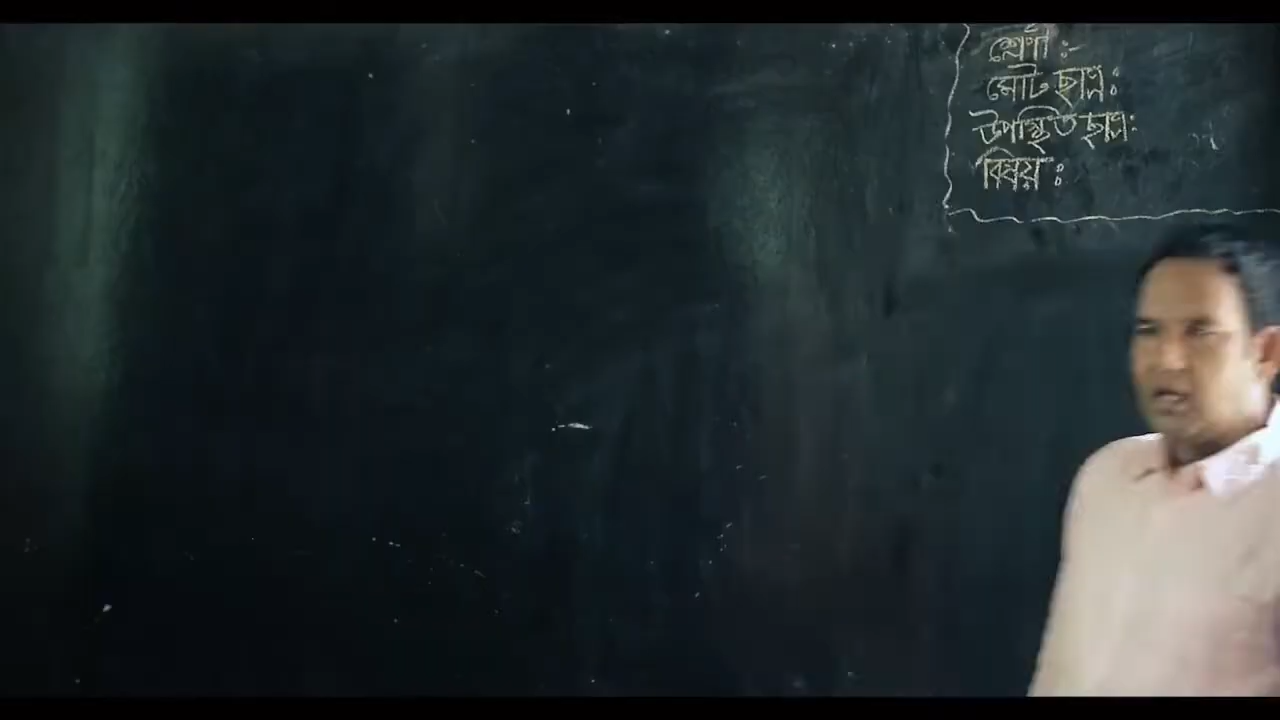 শ্রেণী :-
মোট ছাত্র :
উপস্থিত ছাত্র:
বিষয় :